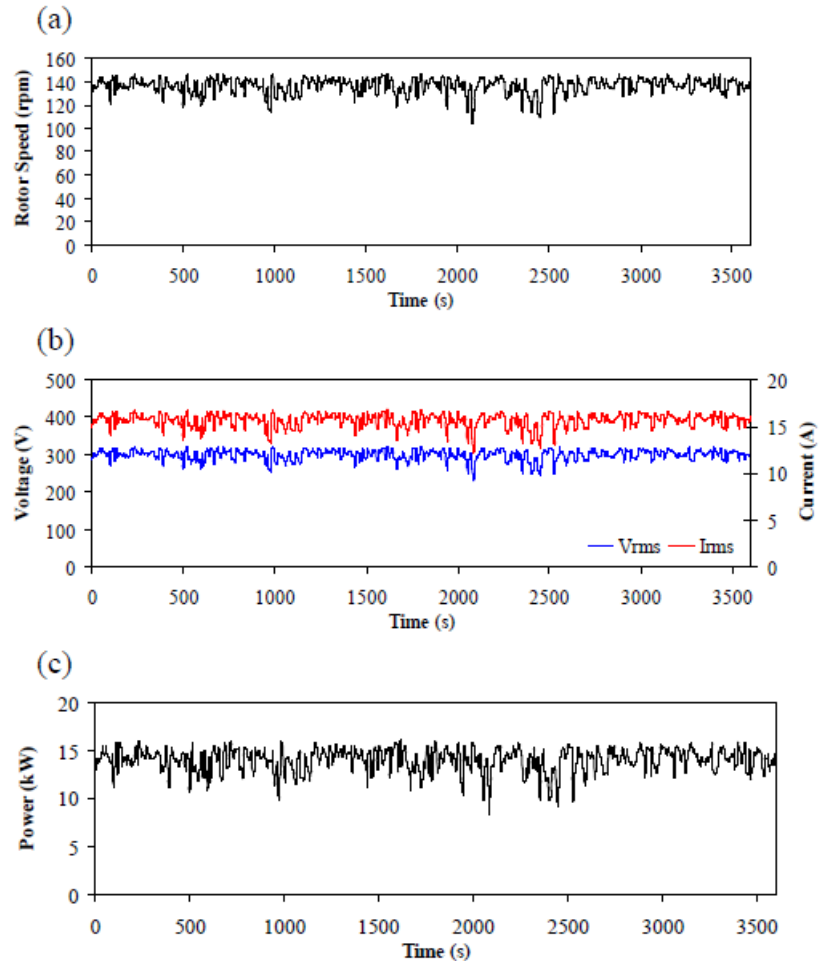 (a)
Rotor Speed (rpm)
160
140
120
100
80
60
40
20
0
0 500 1000 1500 2000 2500 3000 3500
Time (s)
(b)
Voltage (V)
500
400
300
200
100
0
20
15
10
5
0
Current (A)
Vrms Irms
0 500 1000 1500 2000 2500 3000 3500
Time (s)
(c)
Power (kW)
20
15
10
5
0
0 500 1000 1500 2000 2500 3000 3500
Time (s)